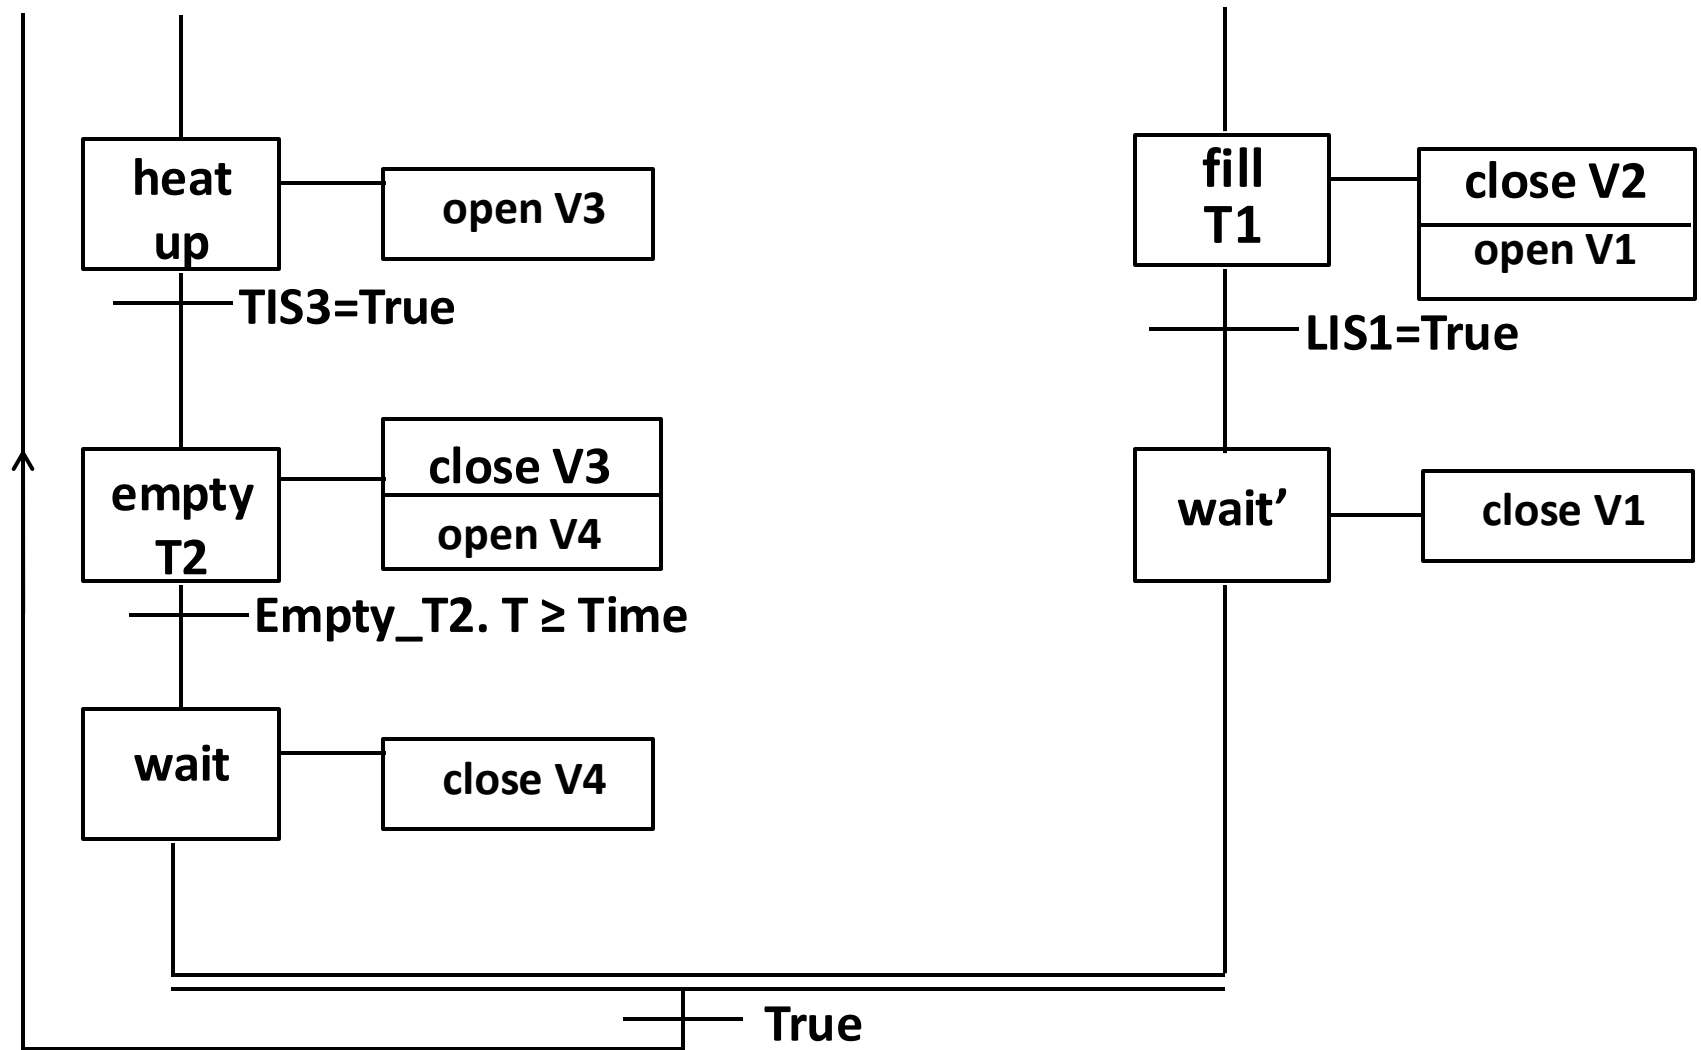 heat
up
open V3
TIS3=True
empty
T2
close V3
open V4
Empty_T2. T ≥ Time
wait
close V4
fill
T1
close V2
open V1
LIS1=True
wait’
close V1
True